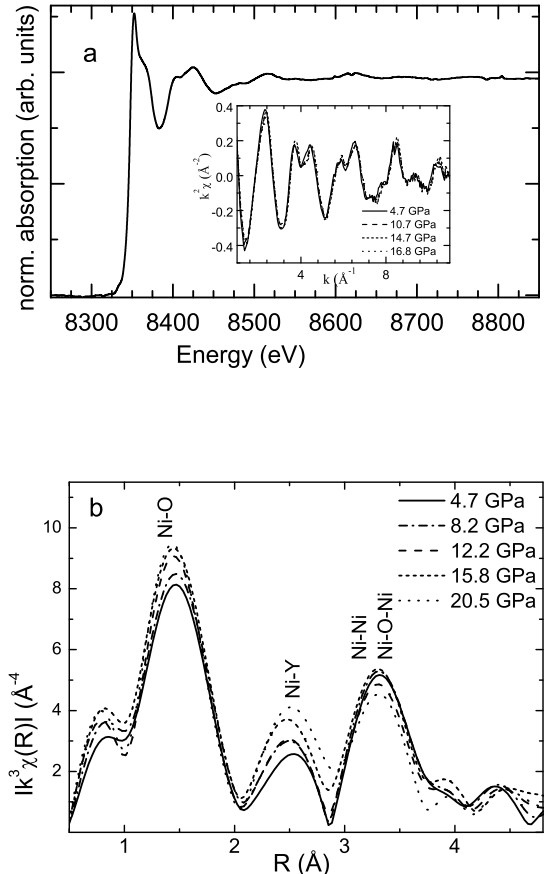 a
norm. absorption (arb. units)
0.4
0.2
0.0
-0.2
-0.4
k²χ (Å⁻²)
4.7 GPa
10.7 GPa
14.7 GPa
16.8 GPa
4
8
k (Å⁻¹)
8300
8400
8500
8600
8700
8800
Energy (eV)
b
Ni-O
Ni-Y
Ni-Ni
Ni-O-Ni
4.7 GPa
8.2 GPa
12.2 GPa
15.8 GPa
20.5 GPa
10
8
6
4
2
|k³χ(R)| (Å⁻⁴)
1
2
3
4
R (Å)